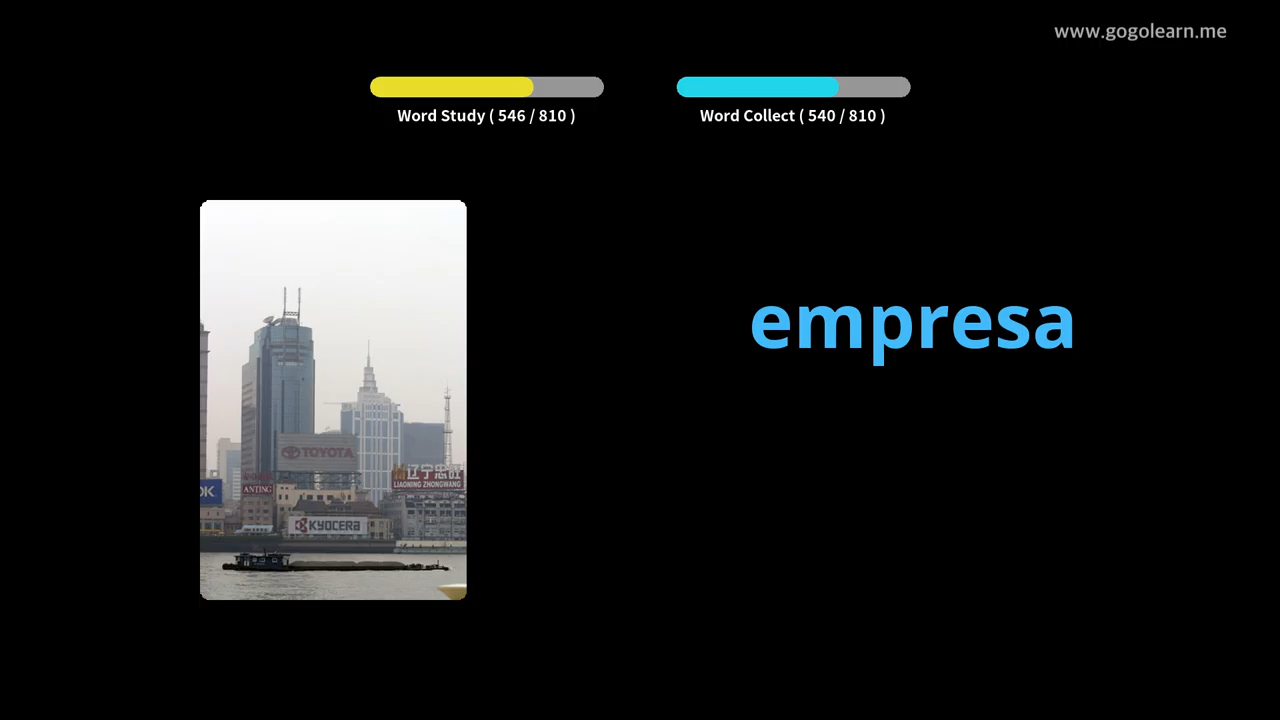 www.gogolearn.me
Word Study ( 546 / 810 )
Word Collect ( 540 / 810 )
empresa
TOYOTA
辽宁忠旺
LIAONING ZHONGWANG
OK
ANTING
KYOCERA